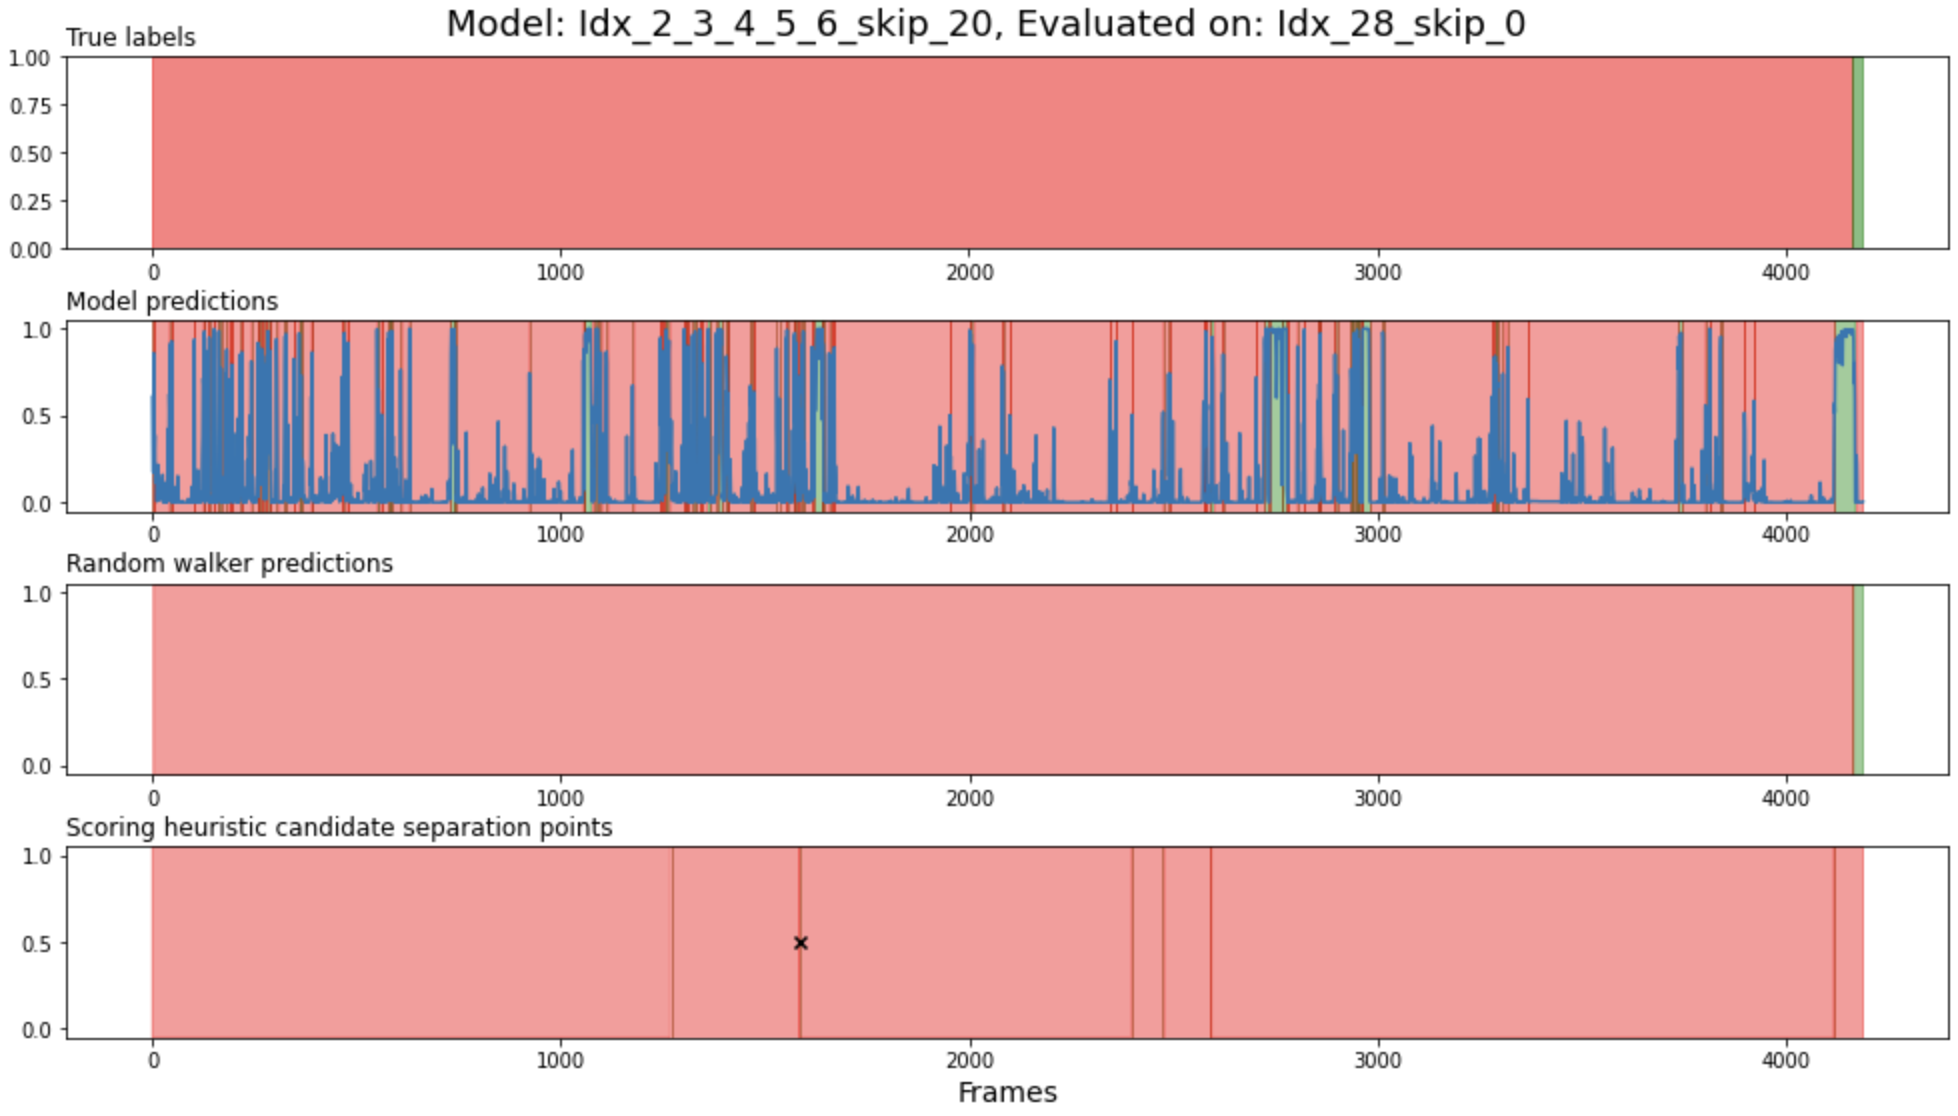 Model: Idx_2_3_4_5_6_skip_20, Evaluated on: Idx_28_skip_0
True labels
1.00
0.75
0.50
0.25
0.00
0 1000 2000 3000 4000
Model predictions
1.0
0.5
0.0
0 1000 2000 3000 4000
Random walker predictions
1.0
0.5
0.0
0 1000 2000 3000 4000
Scoring heuristic candidate separation points
1.0
0.5
0.0
0 1000 2000 3000 4000
Frames